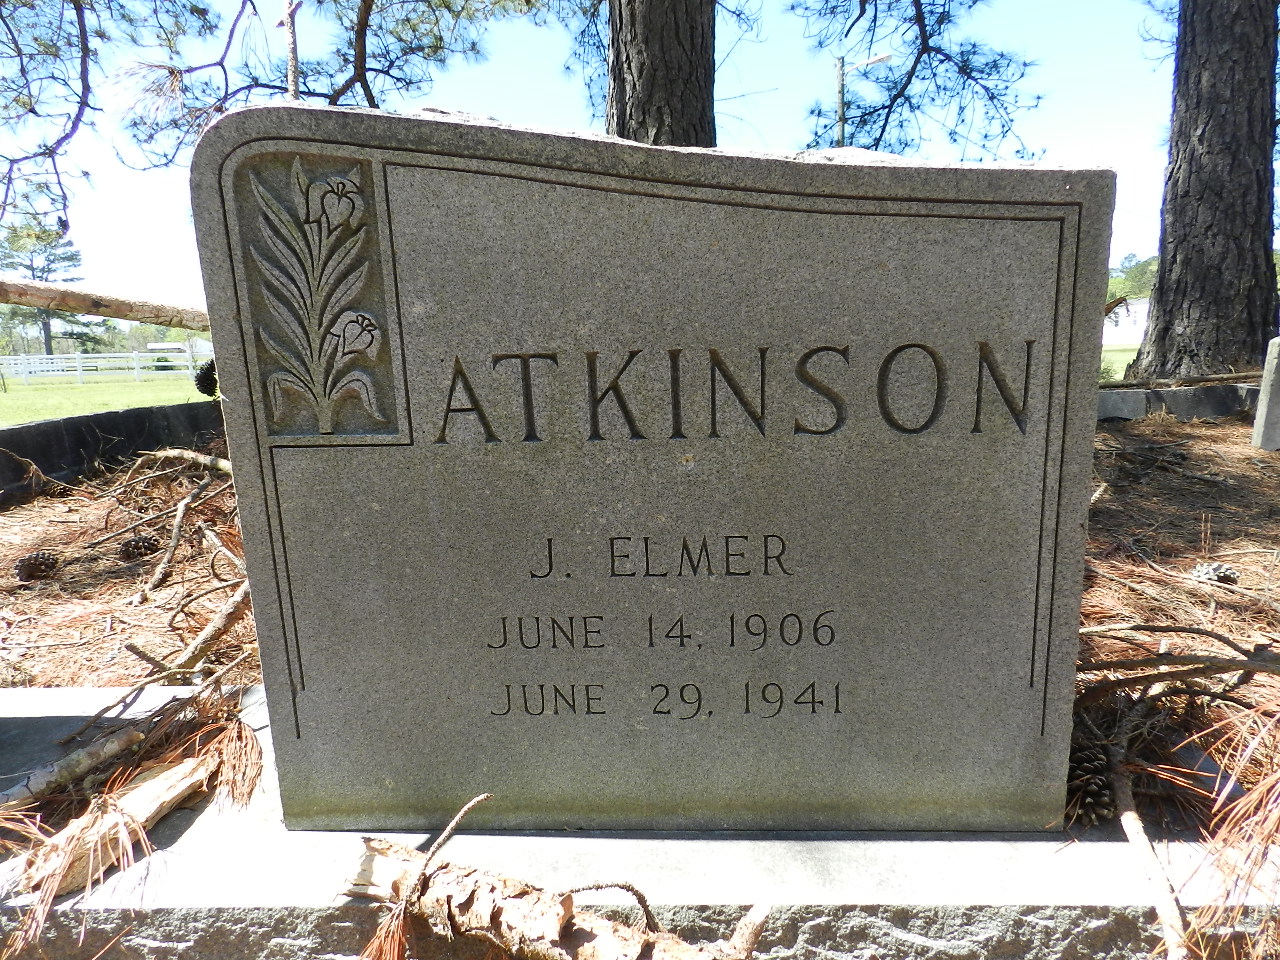 ATKINSON
J. ELMER
JUNE 14, 1906
JUNE 29, 1941